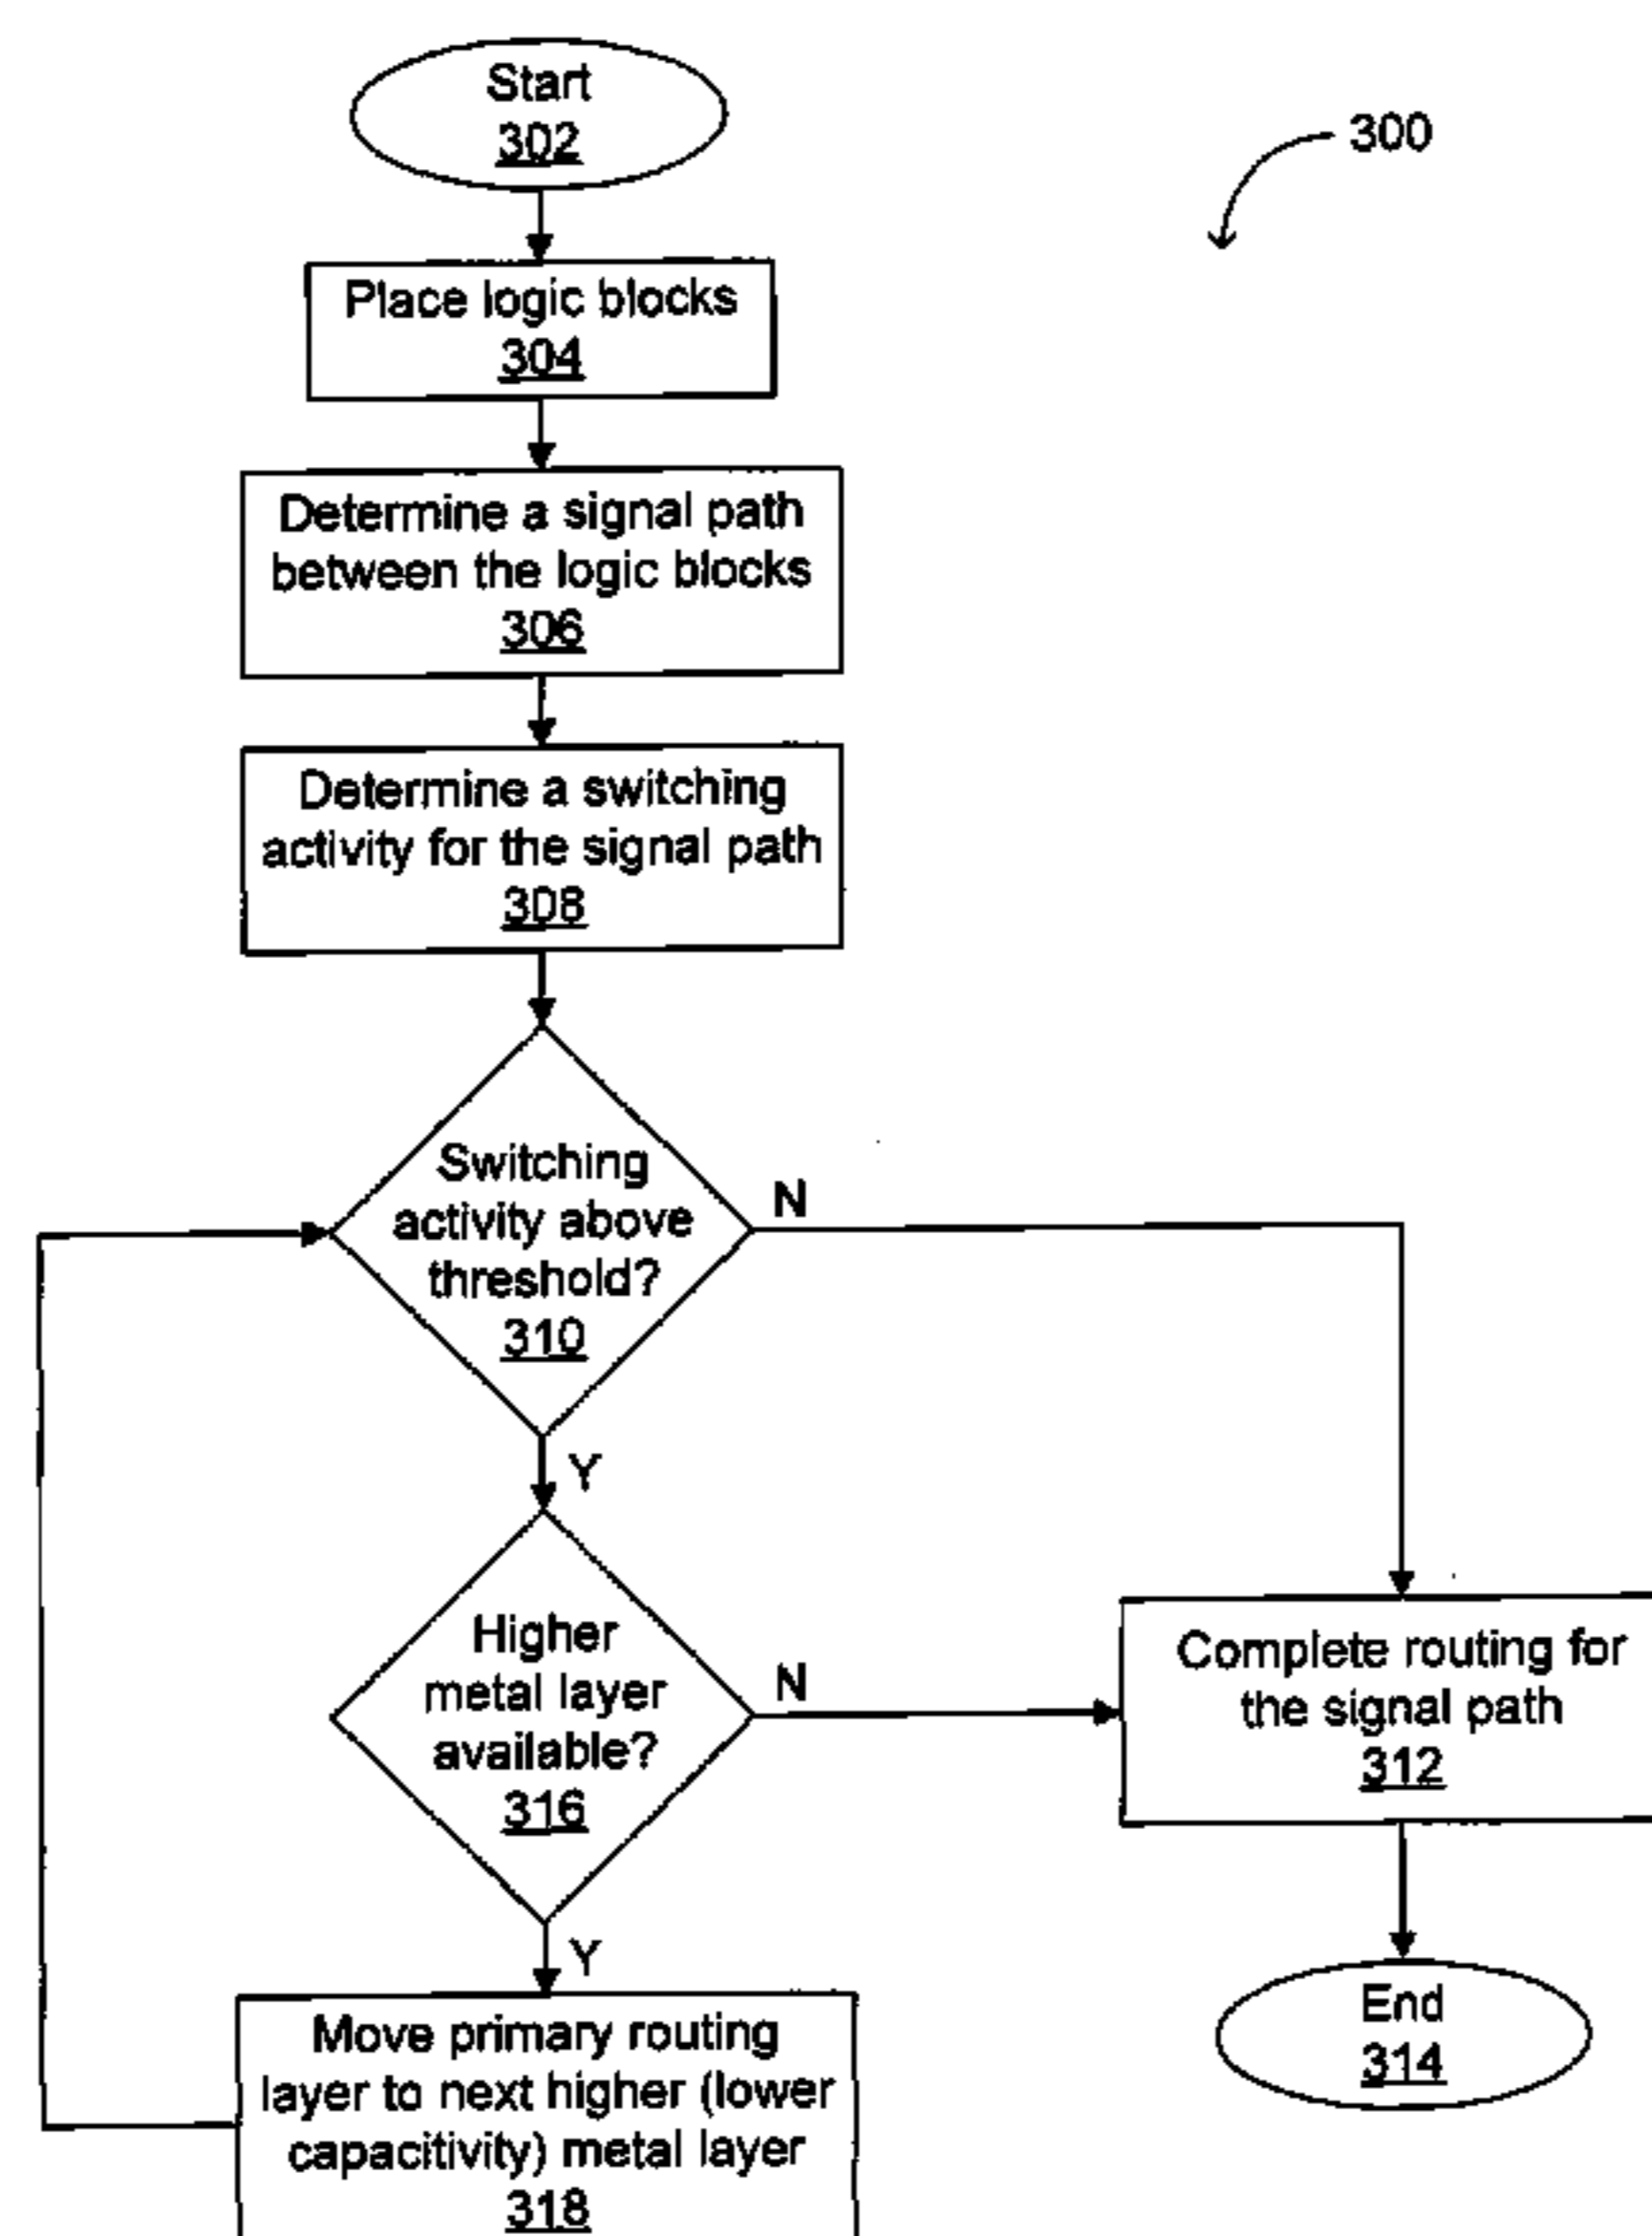 Start
302
300
Place logic blocks
304
Determine a signal path
between the logic blocks
306
Determine a switching
activity for the signal path
308
Switching
activity above
threshold?
310
N
Y
Higher
metal layer
available?
316
N
Complete routing for
the signal path
312
Y
End
314
Move primary routing
layer to next higher (lower
capacitivity) metal layer
318